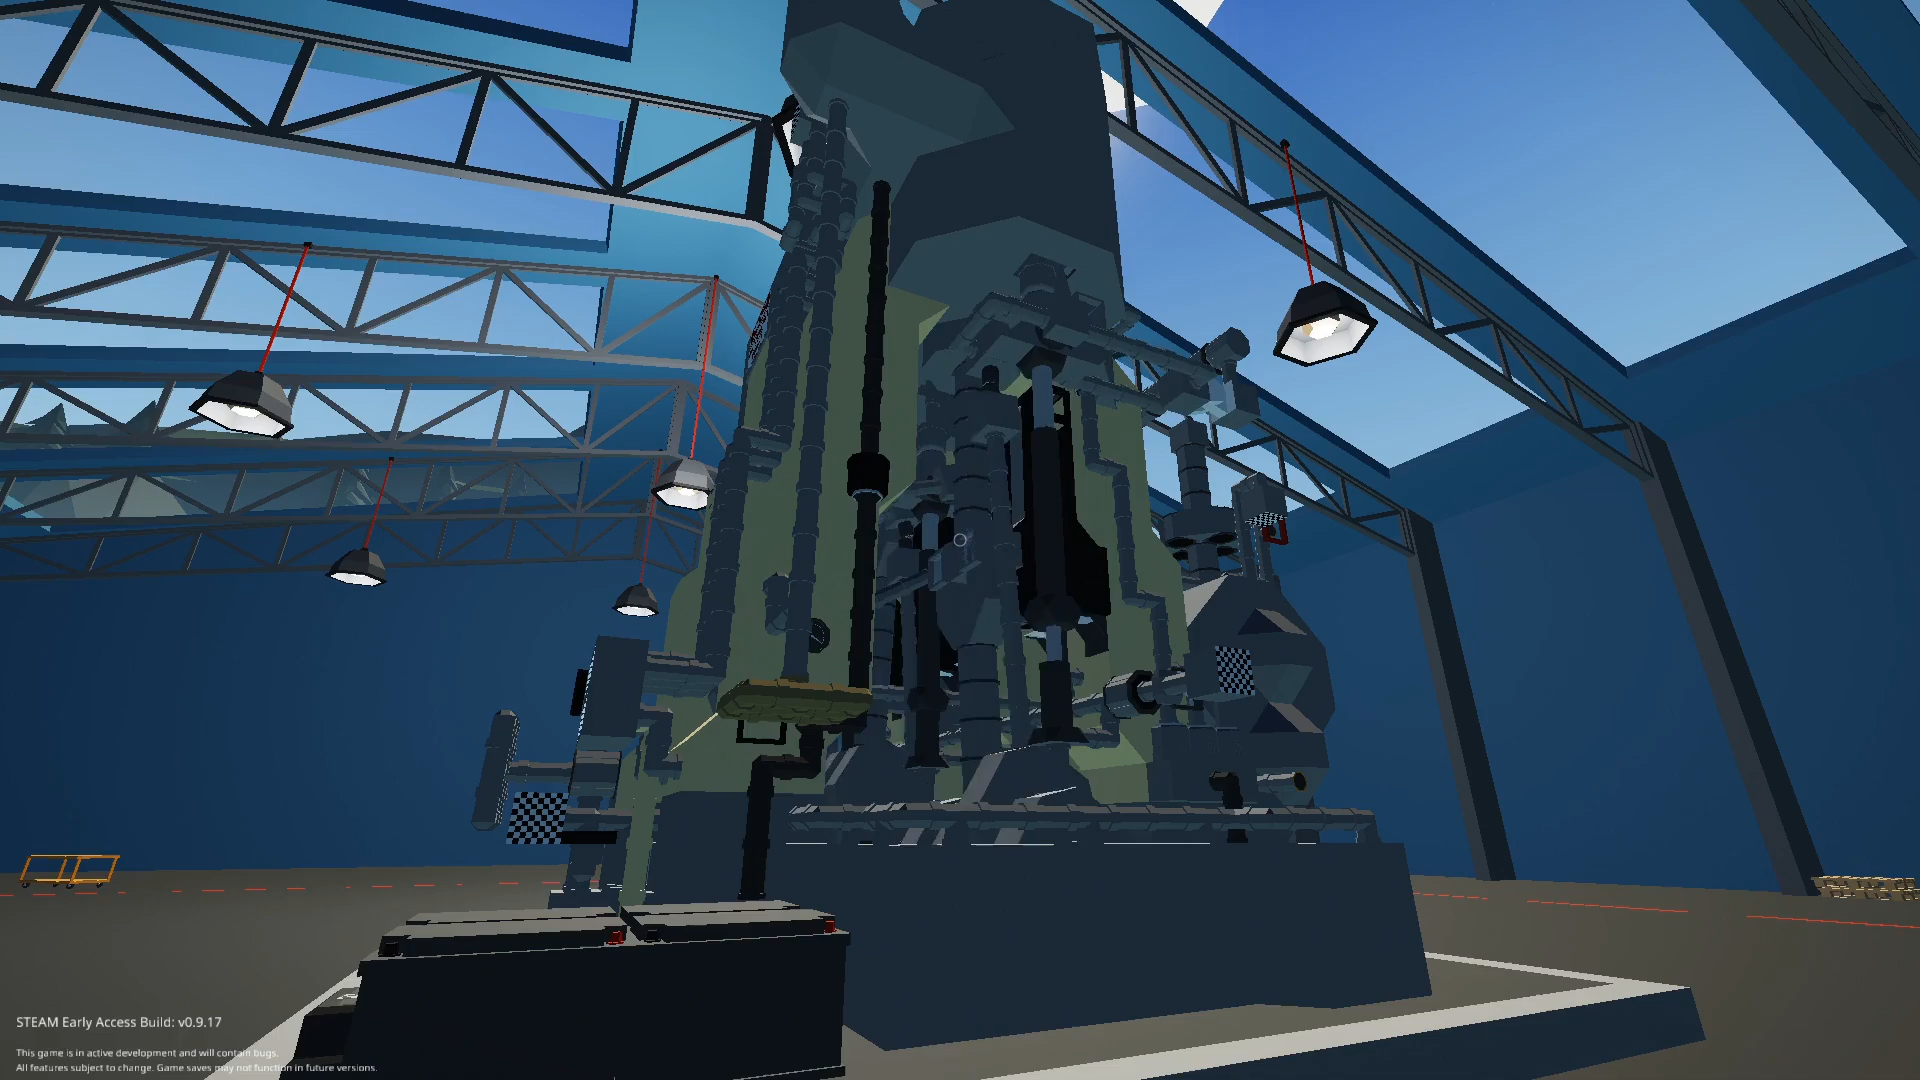 STEAM Early Access Build: v0.9.17
This game is in active development and will contain bugs.
All features subject to change. Game saves may not function in future versions.